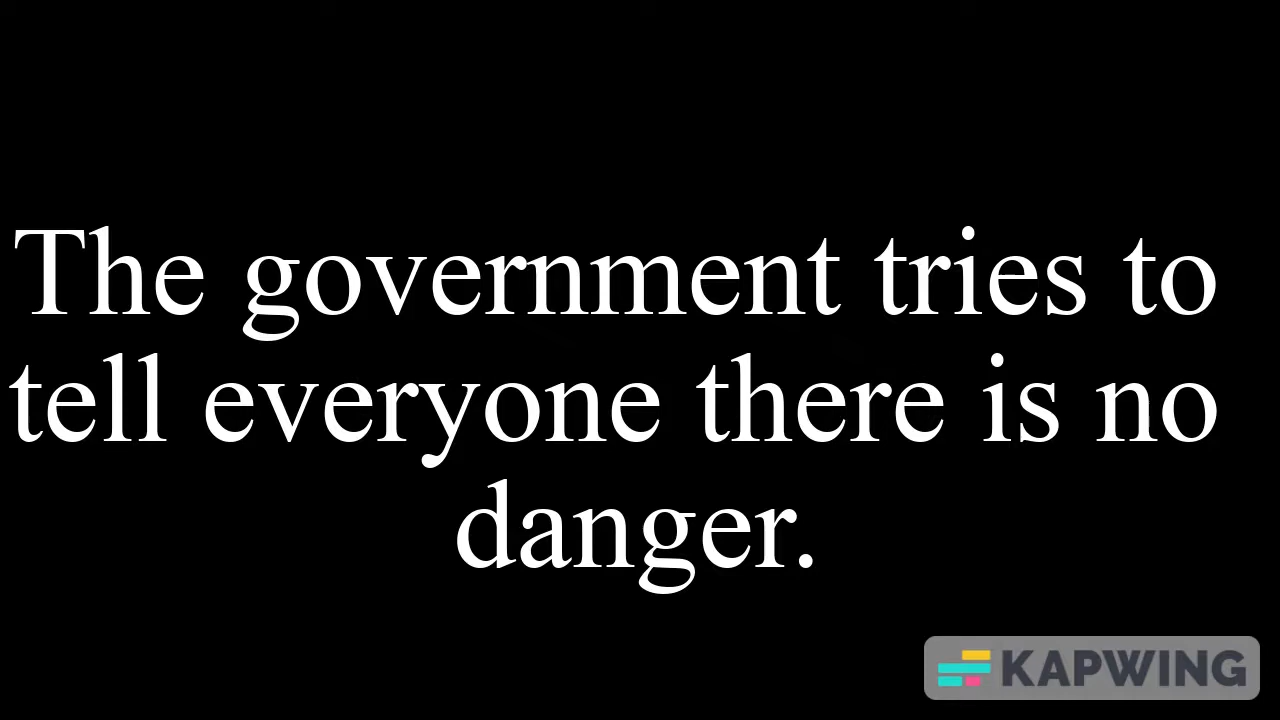 The government tries to
tell everyone there is no
danger.
KAPWING